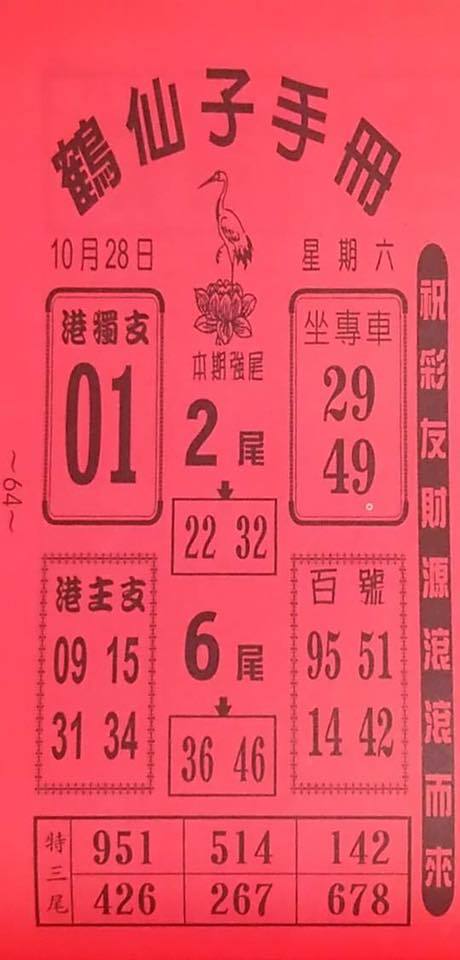 鶴仙子手冊
10月28日
星期六
港獨支
01
本期強尾
2尾
22 32
坐專車
29
49
港主支
09 15
31 34
6尾
36 46
百號
95 51
14 42
特三尾
951 514 142
426 267 678
祝彩友財源滾滾而來
~64~